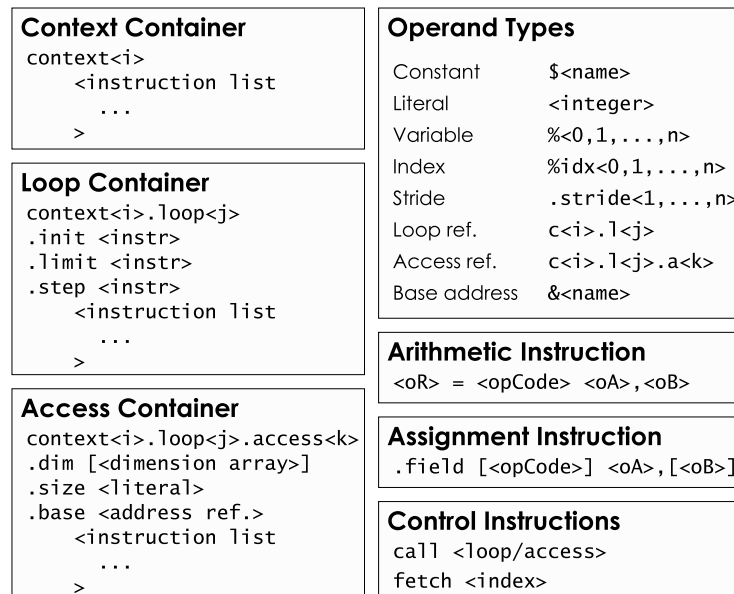 Context Container
context<i>
<instruction list
...
>
Loop Container
context<i>.loop<j>
.init <instr>
.limit <instr>
.step <instr>
<instruction list
...
>
Access Container
context<i>.loop<j>.access<k>
.dim [<dimension array>]
.size <literal>
.base <address ref.>
<instruction list
...
>
Operand Types
Constant $<name>
Literal <integer>
Variable %<0,1,...,n>
Index %idx<0,1,...,n>
Stride .stride<1,...,n>
Loop ref. c<i>.l<j>
Access ref. c<i>.l<j>.a<k>
Base address &<name>
Arithmetic Instruction
<oR> = <opCode> <oA>,<oB>
Assignment Instruction
.field [<opCode>] <oA>,[<oB>]
Control Instructions
call <loop/access>
fetch <index>